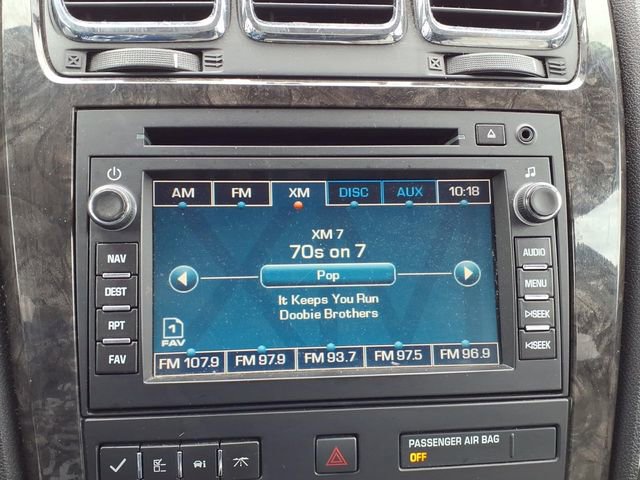 AM FM XM DISC AUX 10:18
XM 7
70s on 7
Pop
It Keeps You Run
Doobie Brothers
1
FAV
FM 107.9 FM 97.9 FM 93.7 FM 97.5 FM 96.9
NAV
DEST
RPT
FAV
AUDIO
MENU
SEEK
SEEK
PASSENGER AIR BAG
OFF
i